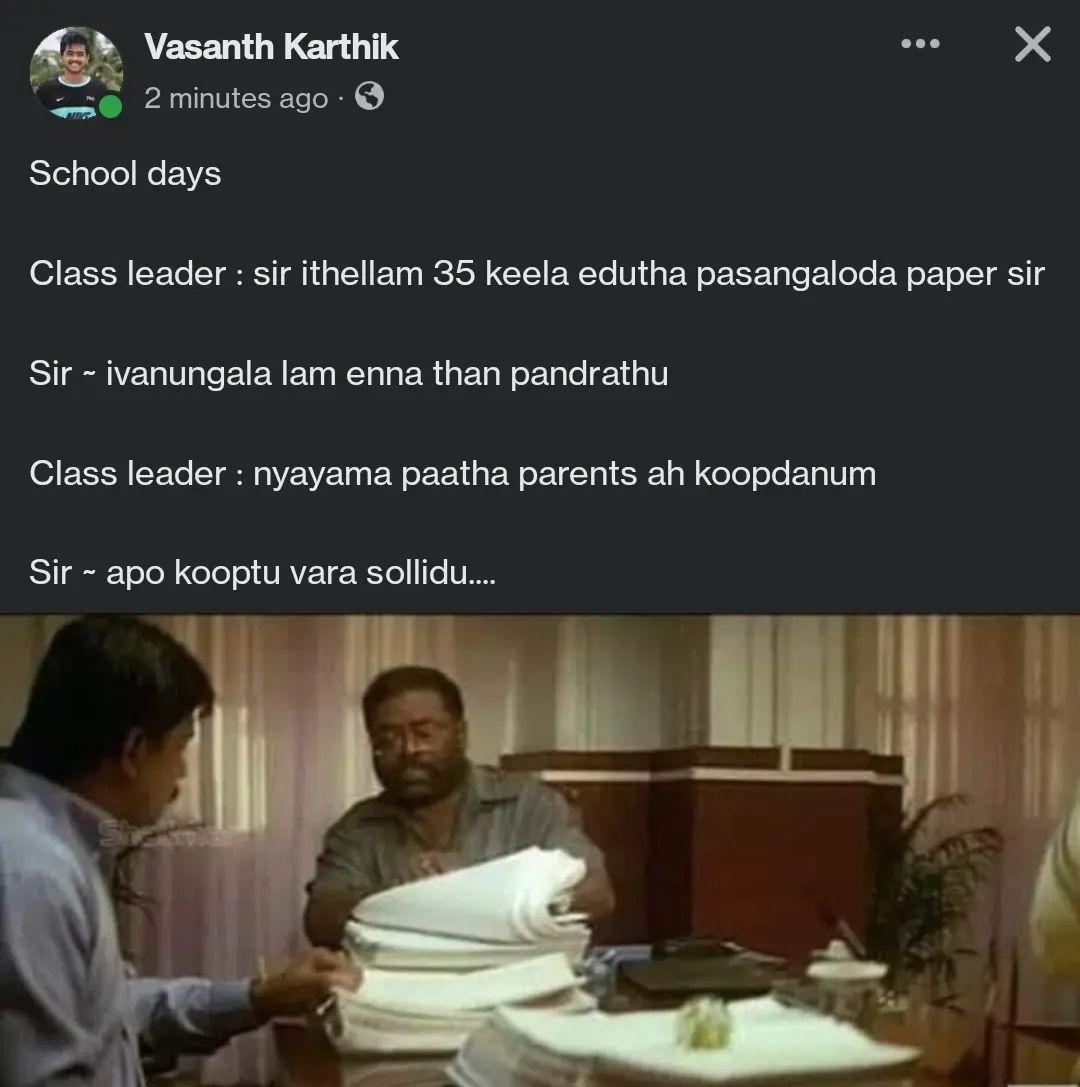 Vasanth Karthik
2 minutes ago ·
School days
Class leader : sir ithellam 35 keela edutha pasangaloda paper sir
Sir ~ ivanungala lam enna than pandrathu
Class leader : nyayama paatha parents ah koopdanum
Sir ~ apo kooptu vara sollidu....